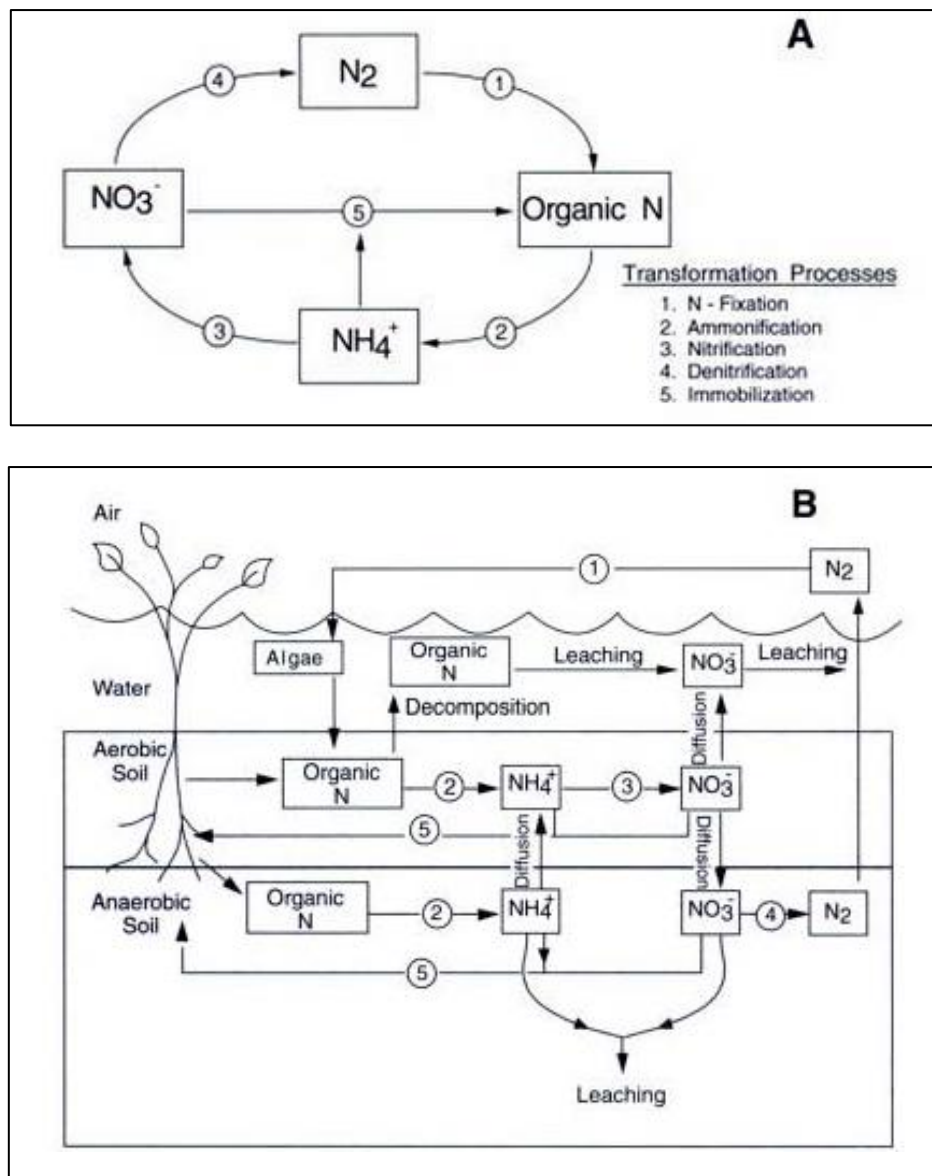 A
4
N2
1
NO3-
5
Organic N
3
NH4+
2
Transformation Processes
1. N - Fixation
2. Ammonification
3. Nitrification
4. Denitrification
5. Immobilization
B
Air
1
N2
Algae
Organic
N
Leaching
NO3-
Leaching
Water
Decomposition
Diffusion
Aerobic
Soil
Organic
N
2
NH4+
3
NO3-
5
Diffusion
Diffusion
Anaerobic
Soil
Organic
N
2
NH4+
NO3-
4
N2
5
Leaching